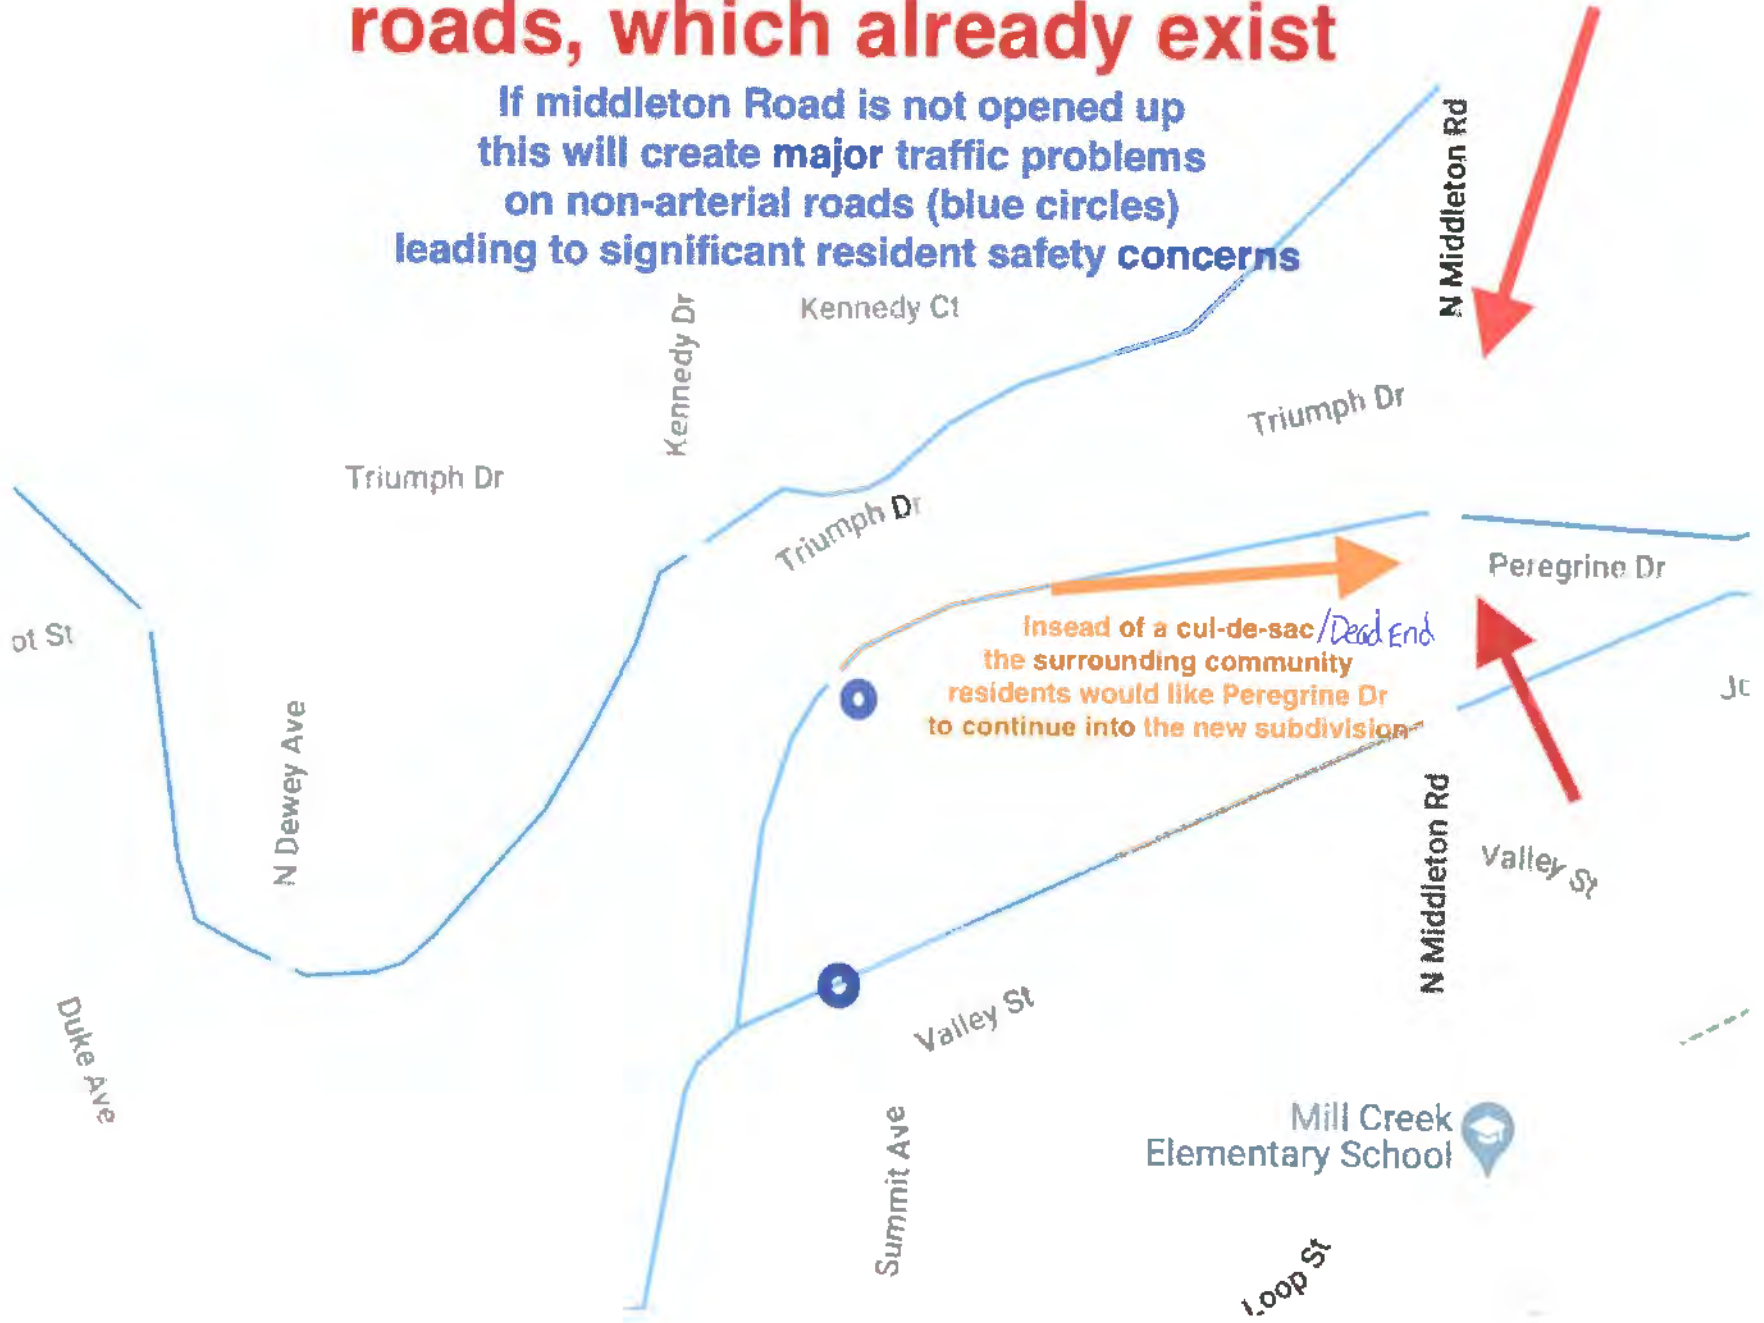 roads, which already exist
If middleton Road is not opened up
this will create major traffic problems
on non-arterial roads (blue circles)
leading to significant resident safety concerns
N Middleton Rd
Kennedy Dr
Kennedy Ct
Triumph Dr
Triumph Dr
Triumph Dr
Peregrine Dr
ot St
Insead of a cul-de-sac/Dead End
the surrounding community
residents would like Peregrine Dr
to continue into the new subdivision
N Dewey Ave
N Middleton Rd
Valley St
Duke Ave
Valley St
Mill Creek
Elementary School
Summit Ave
Loop St